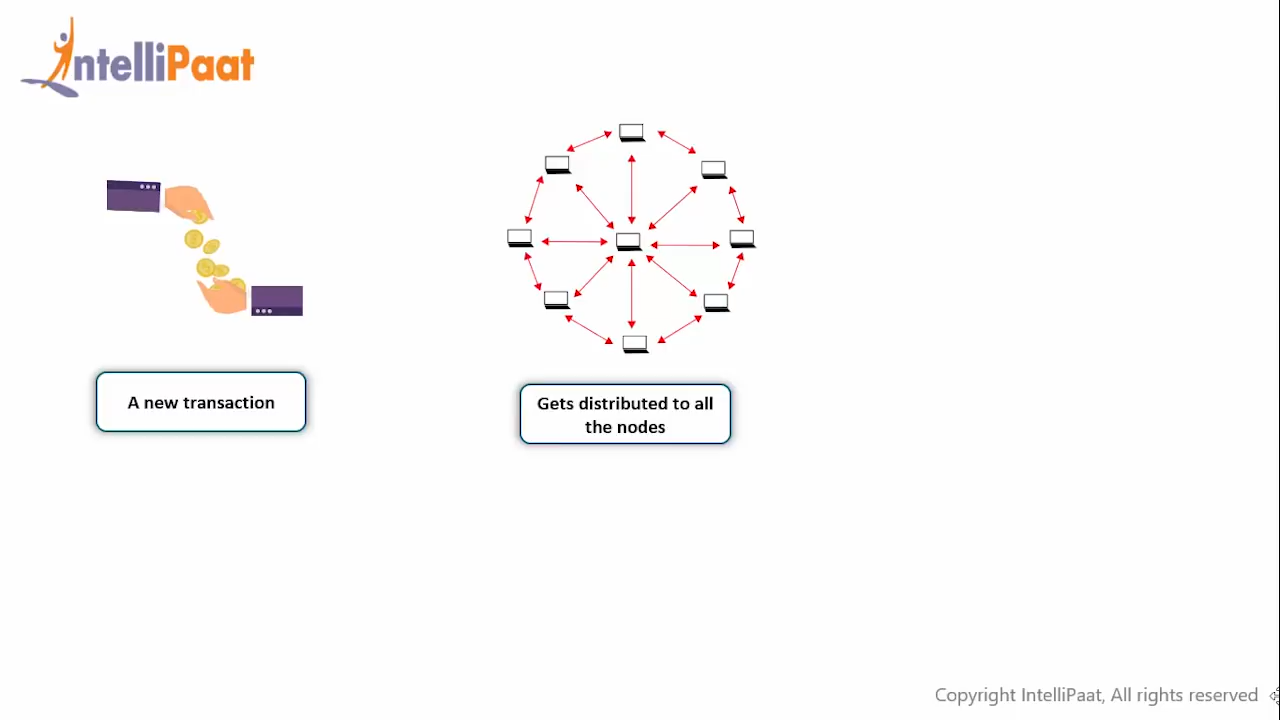 IntelliPaat
A new transaction
Gets distributed to all
the nodes
Copyright IntelliPaat, All rights reserved